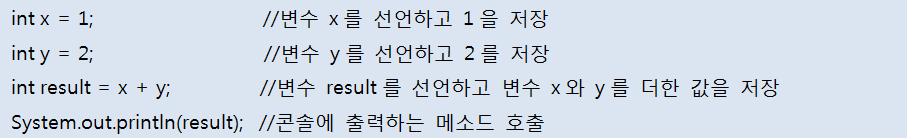 int x = 1; //변수 x를 선언하고 1을 저장
int y = 2; //변수 y를 선언하고 2를 저장
int result = x + y; //변수 result를 선언하고 변수 x와 y를 더한 값을 저장
System.out.println(result); //콘솔에 출력하는 메소드 호출